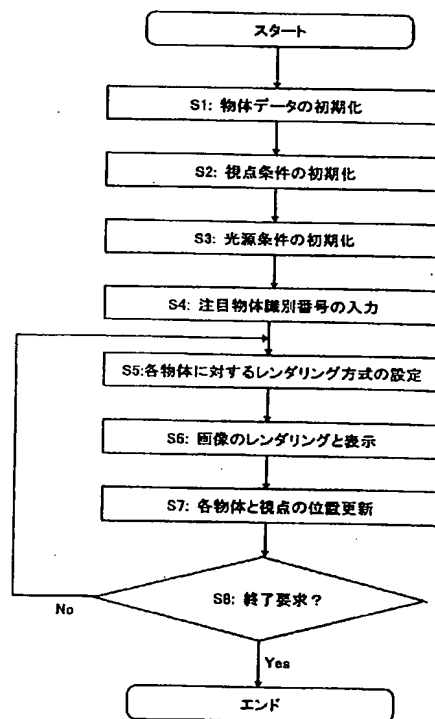 スタート
S1: 物体データの初期化
S2: 視点条件の初期化
S3: 光源条件の初期化
S4: 注目物体識別番号の入力
S5:各物体に対するレンダリング方式の設定
S6: 画像のレンダリングと表示
S7: 各物体と視点の位置更新
S8: 終了要求？
No
Yes
エンド